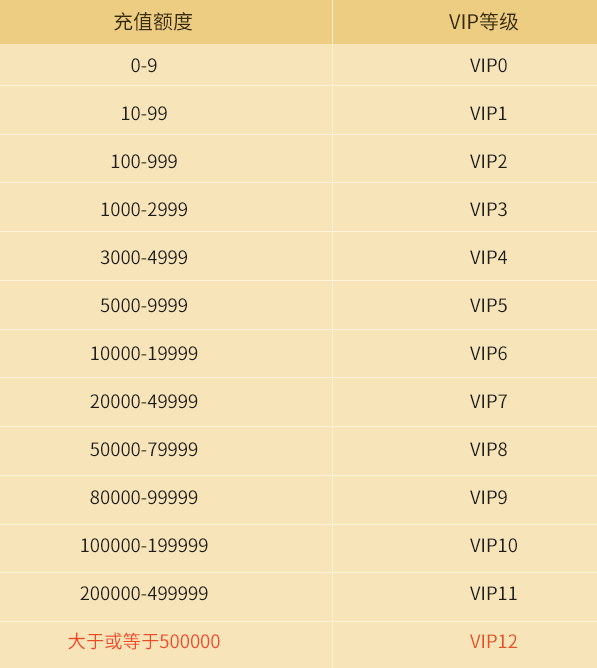 充值额度 VIP等级
0-9 VIP0
10-99 VIP1
100-999 VIP2
1000-2999 VIP3
3000-4999 VIP4
5000-9999 VIP5
10000-19999 VIP6
20000-49999 VIP7
50000-79999 VIP8
80000-99999 VIP9
100000-199999 VIP10
200000-499999 VIP11
大于或等于500000 VIP12